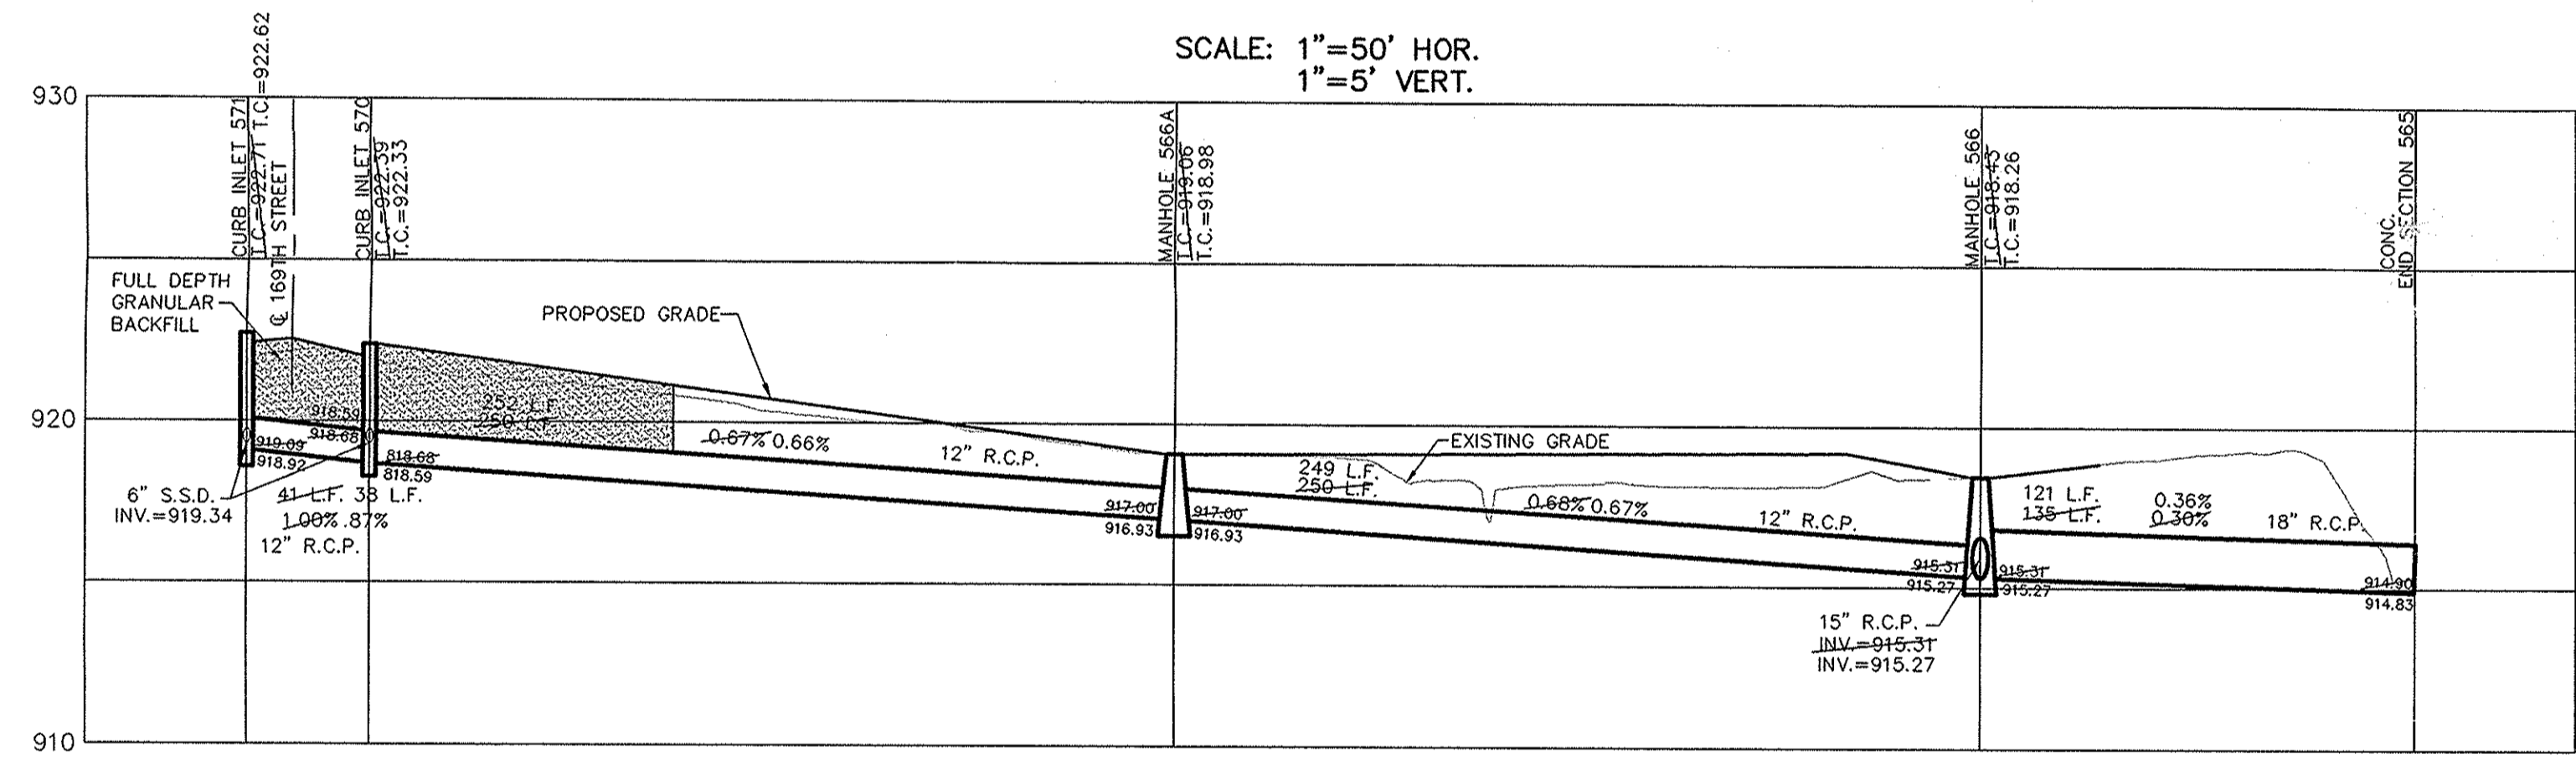 SCALE: 1"=50' HOR.
1"=5' VERT.
930
920
910
CURB INLET 571
T.C.=922.71 T.C.=922.62
℄ 169TH STREET
CURB INLET 570
T.C.=922.39
T.C.=922.33
MANHOLE 566A
T.C.=919.06
T.C.=918.98
MANHOLE 566
T.C.=918.43
T.C.=918.26
CONC.
END SECTION 565
FULL DEPTH
GRANULAR
BACKFILL
PROPOSED GRADE
EXISTING GRADE
918.59
918.68
919.09
918.92
818.68
818.59
6" S.S.D.
INV.=919.34
41 L.F. 38 L.F.
1.00% .87%
12" R.C.P.
252 L.F.
250 L.F.
0.67% 0.66%
12" R.C.P.
917.00
916.93
917.00
916.93
249 L.F.
250 L.F.
0.68% 0.67%
12" R.C.P.
915.31
915.27
915.31
915.27
15" R.C.P.
INV.=915.31
INV.=915.27
121 L.F.
135 L.F.
0.36%
0.30%
18" R.C.P.
914.90
914.83